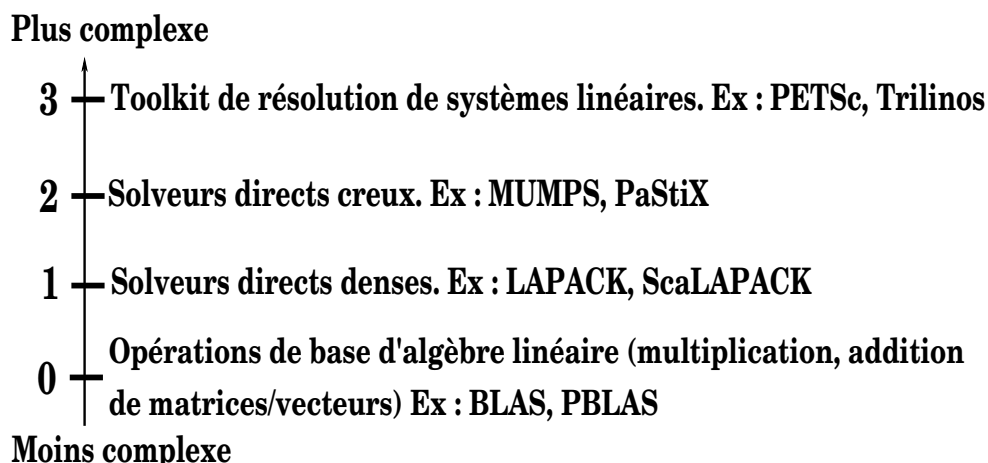 Plus complexe
3 Toolkit de résolution de systèmes linéaires. Ex : PETSc, Trilinos
2 Solveurs directs creux. Ex : MUMPS, PaStiX
1 Solveurs directs denses. Ex : LAPACK, ScaLAPACK
0 Opérations de base d'algèbre linéaire (multiplication, addition
de matrices/vecteurs) Ex : BLAS, PBLAS
Moins complexe